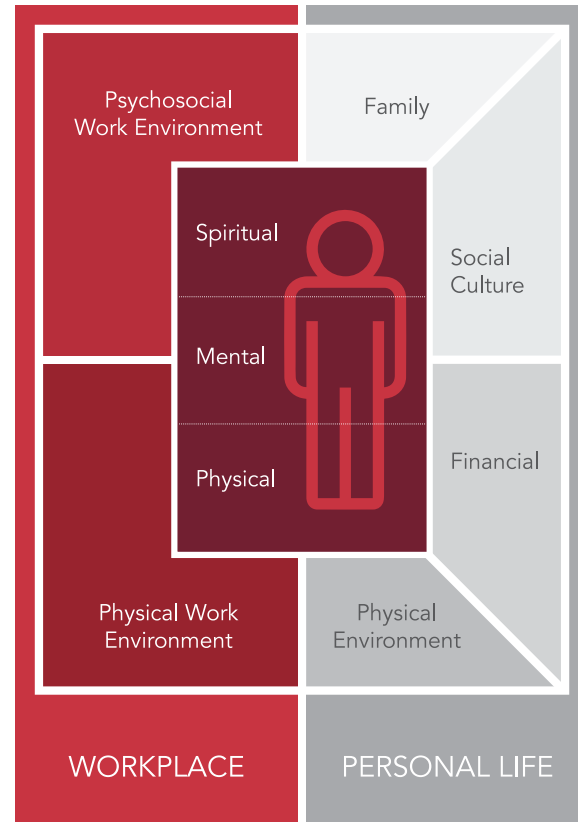 Psychosocial
Work Environment
Family
Spiritual
Social
Culture
Mental
Financial
Physical
Physical Work
Environment
Physical
Environment
WORKPLACE
PERSONAL LIFE